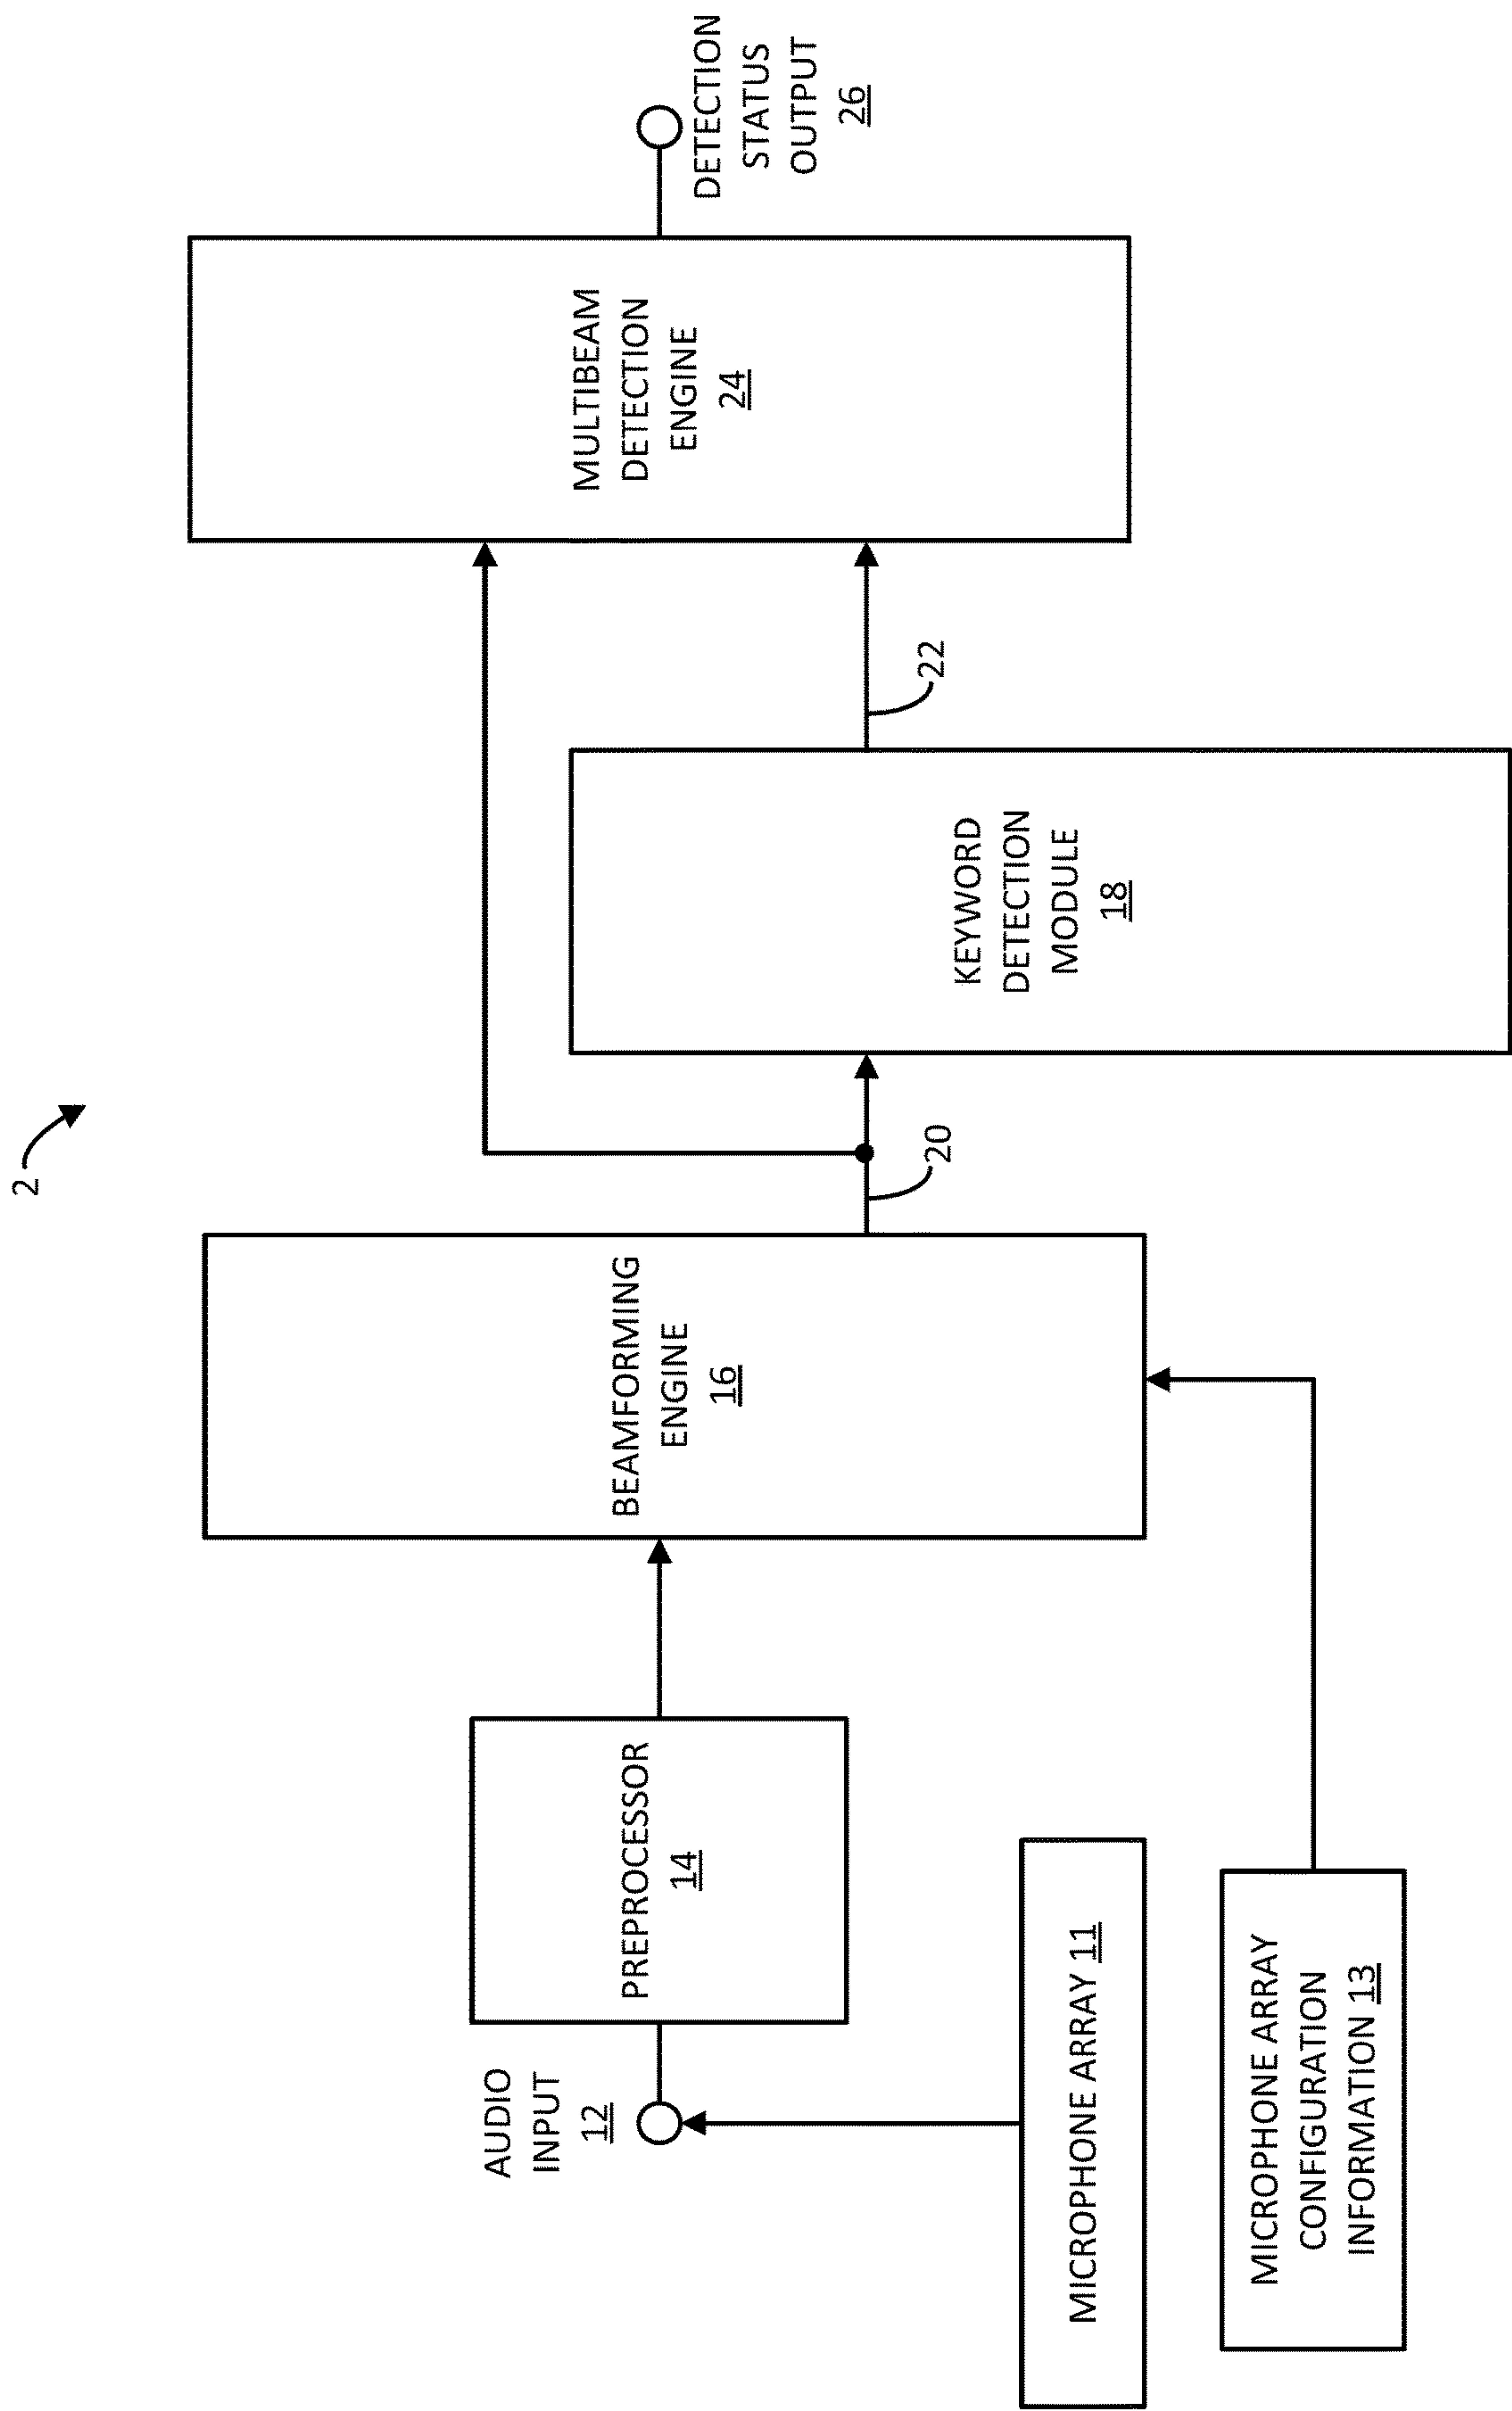 2
AUDIO
INPUT
12
PREPROCESSOR
14
MICROPHONE ARRAY 11
MICROPHONE ARRAY
CONFIGURATION
INFORMATION 13
BEAMFORMING
ENGINE
16
20
KEYWORD
DETECTION
MODULE
18
22
MULTIBEAM
DETECTION
ENGINE
24
DETECTION
STATUS
OUTPUT
26